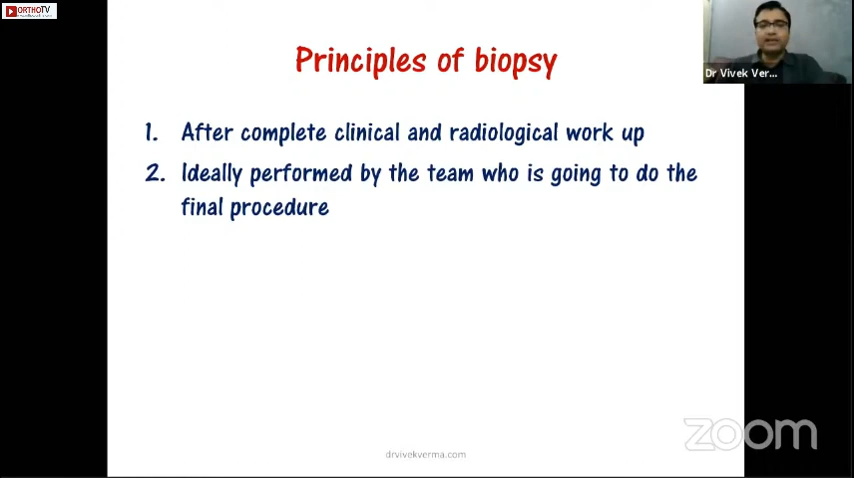 ORTHOTV
Principles of biopsy
Dr Vivek Ver...
1. After complete clinical and radiological work up
2. Ideally performed by the team who is going to do the
final procedure
drvivekverma.com
zoom